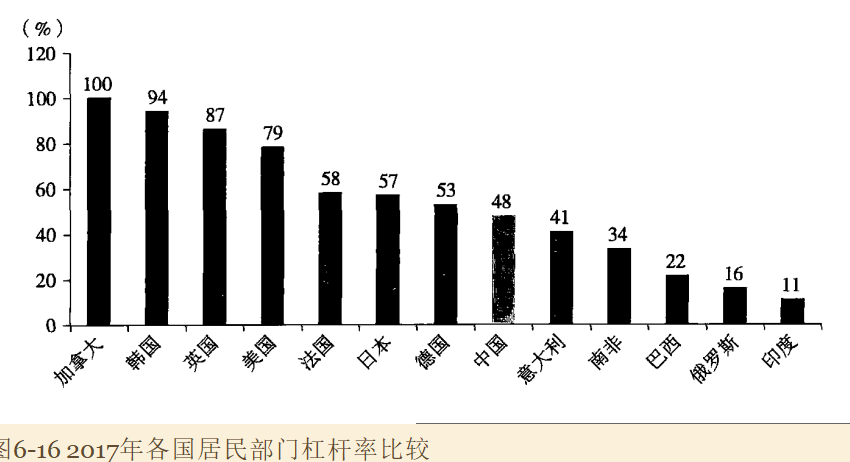 （%）
120
100
80
60
40
20
0
100
94
87
79
58
57
53
48
41
34
22
16
11
加拿大
韩国
英国
美国
法国
日本
德国
中国
意大利
南非
巴西
俄罗斯
印度
图6-16 2017年各国居民部门杠杆率比较